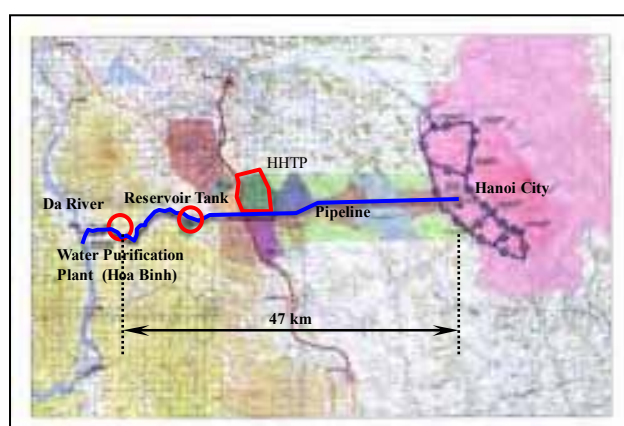 HHTP
Reservoir Tank
Da River
Hanoi City
Pipeline
Water Purification
Plant (Hoa Binh)
47 km